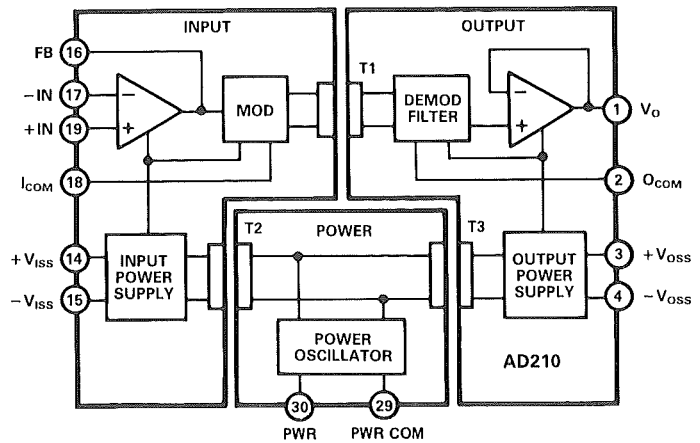 INPUT
OUTPUT
FB 16
T1
−IN 17
MOD
DEMOD
FILTER
1 Vo
+IN 19
ICOM 18
2 OCOM
T2
POWER
T3
+VISS 14
INPUT
POWER
SUPPLY
OUTPUT
POWER
SUPPLY
3 +VOSS
−VISS 15
4 −VOSS
POWER
OSCILLATOR
AD210
30
29
PWR
PWR COM